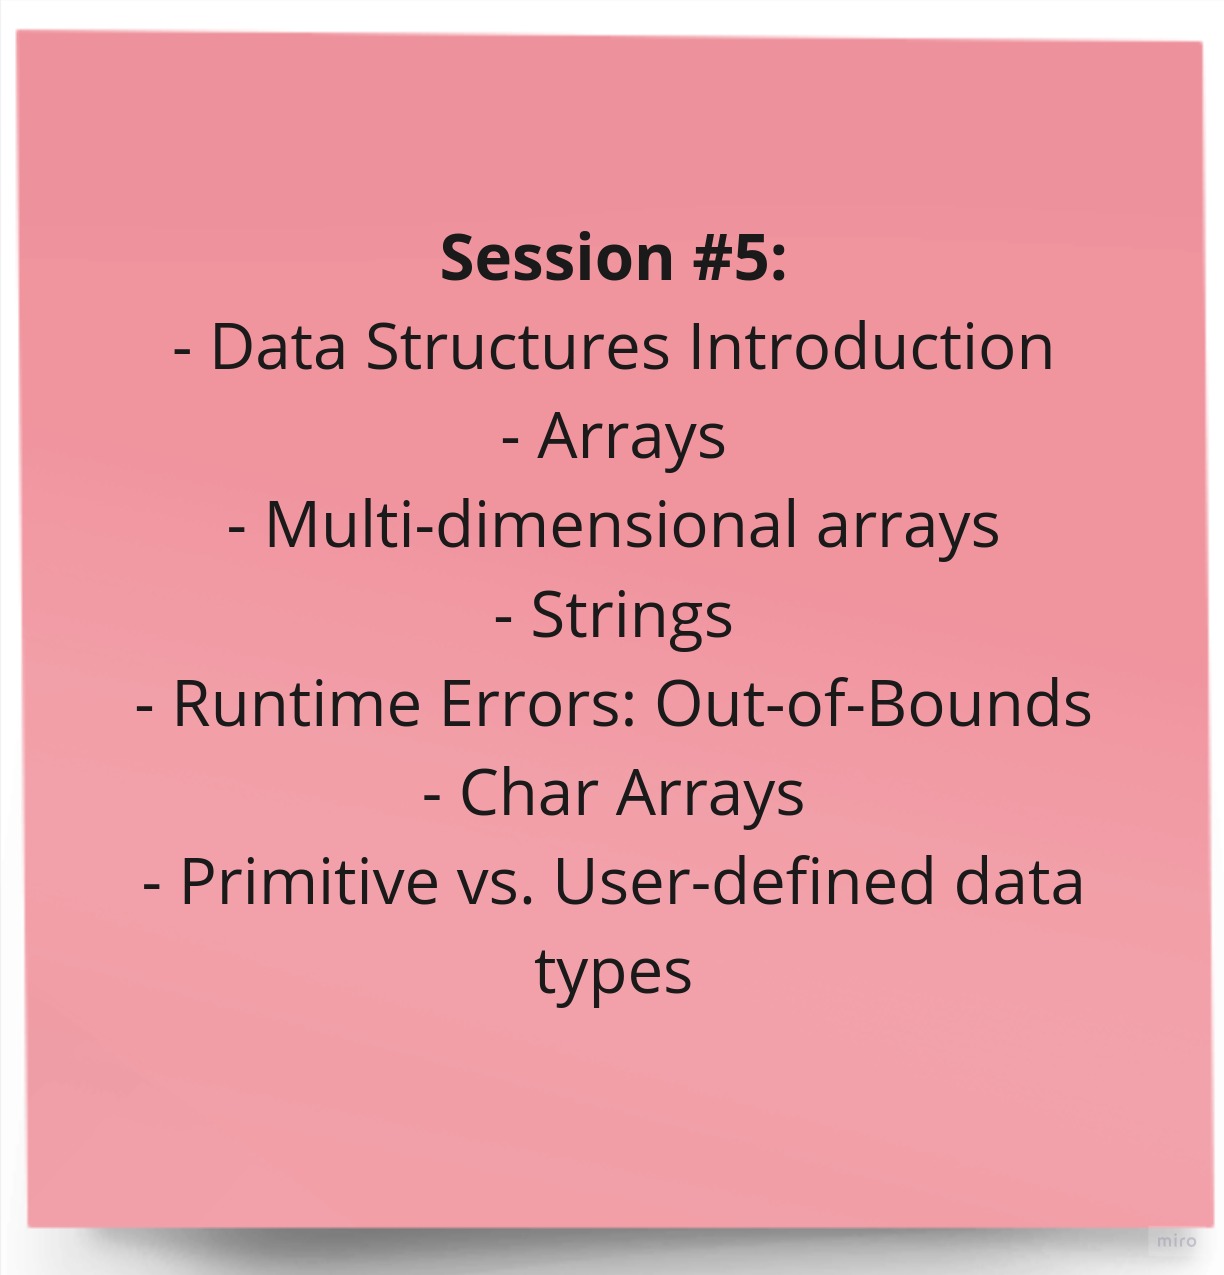 Session #5:
- Data Structures Introduction
- Arrays
- Multi-dimensional arrays
- Strings
- Runtime Errors: Out-of-Bounds
- Char Arrays
- Primitive vs. User-defined data
types
miro